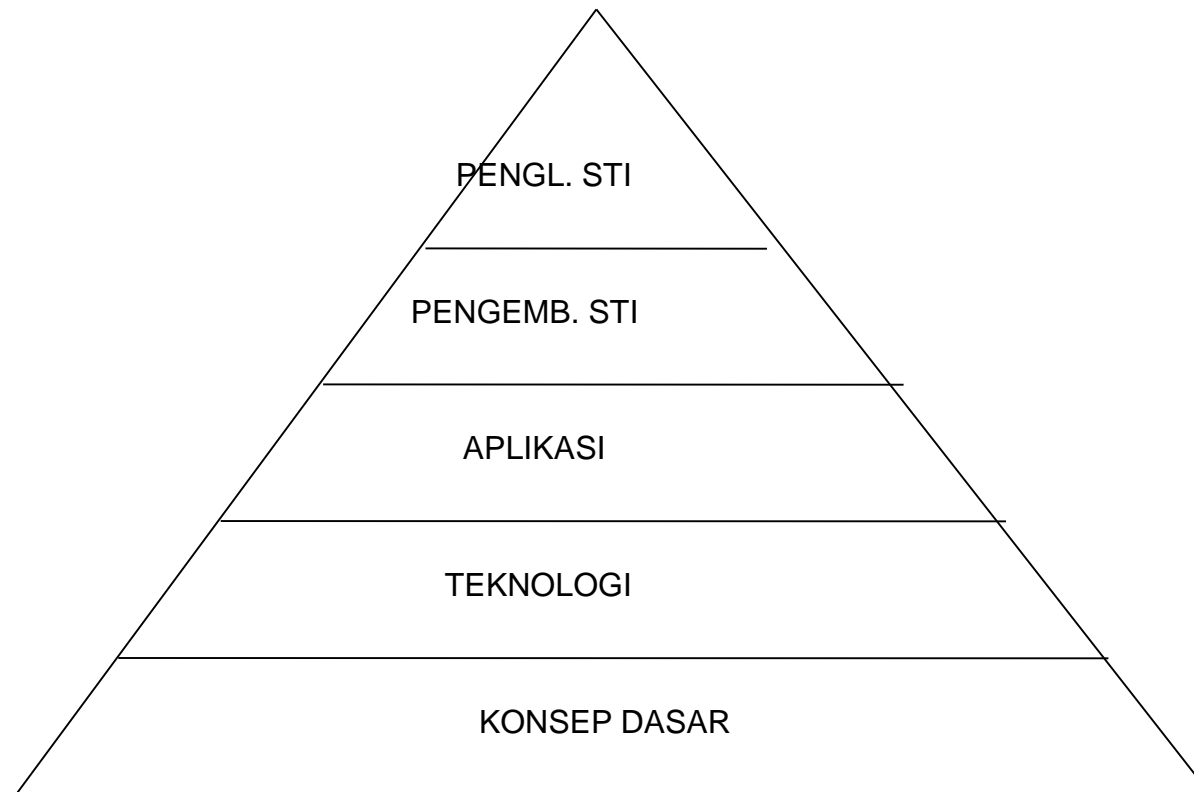 PENGL. STI
PENGEMB. STI
APLIKASI
TEKNOLOGI
KONSEP DASAR